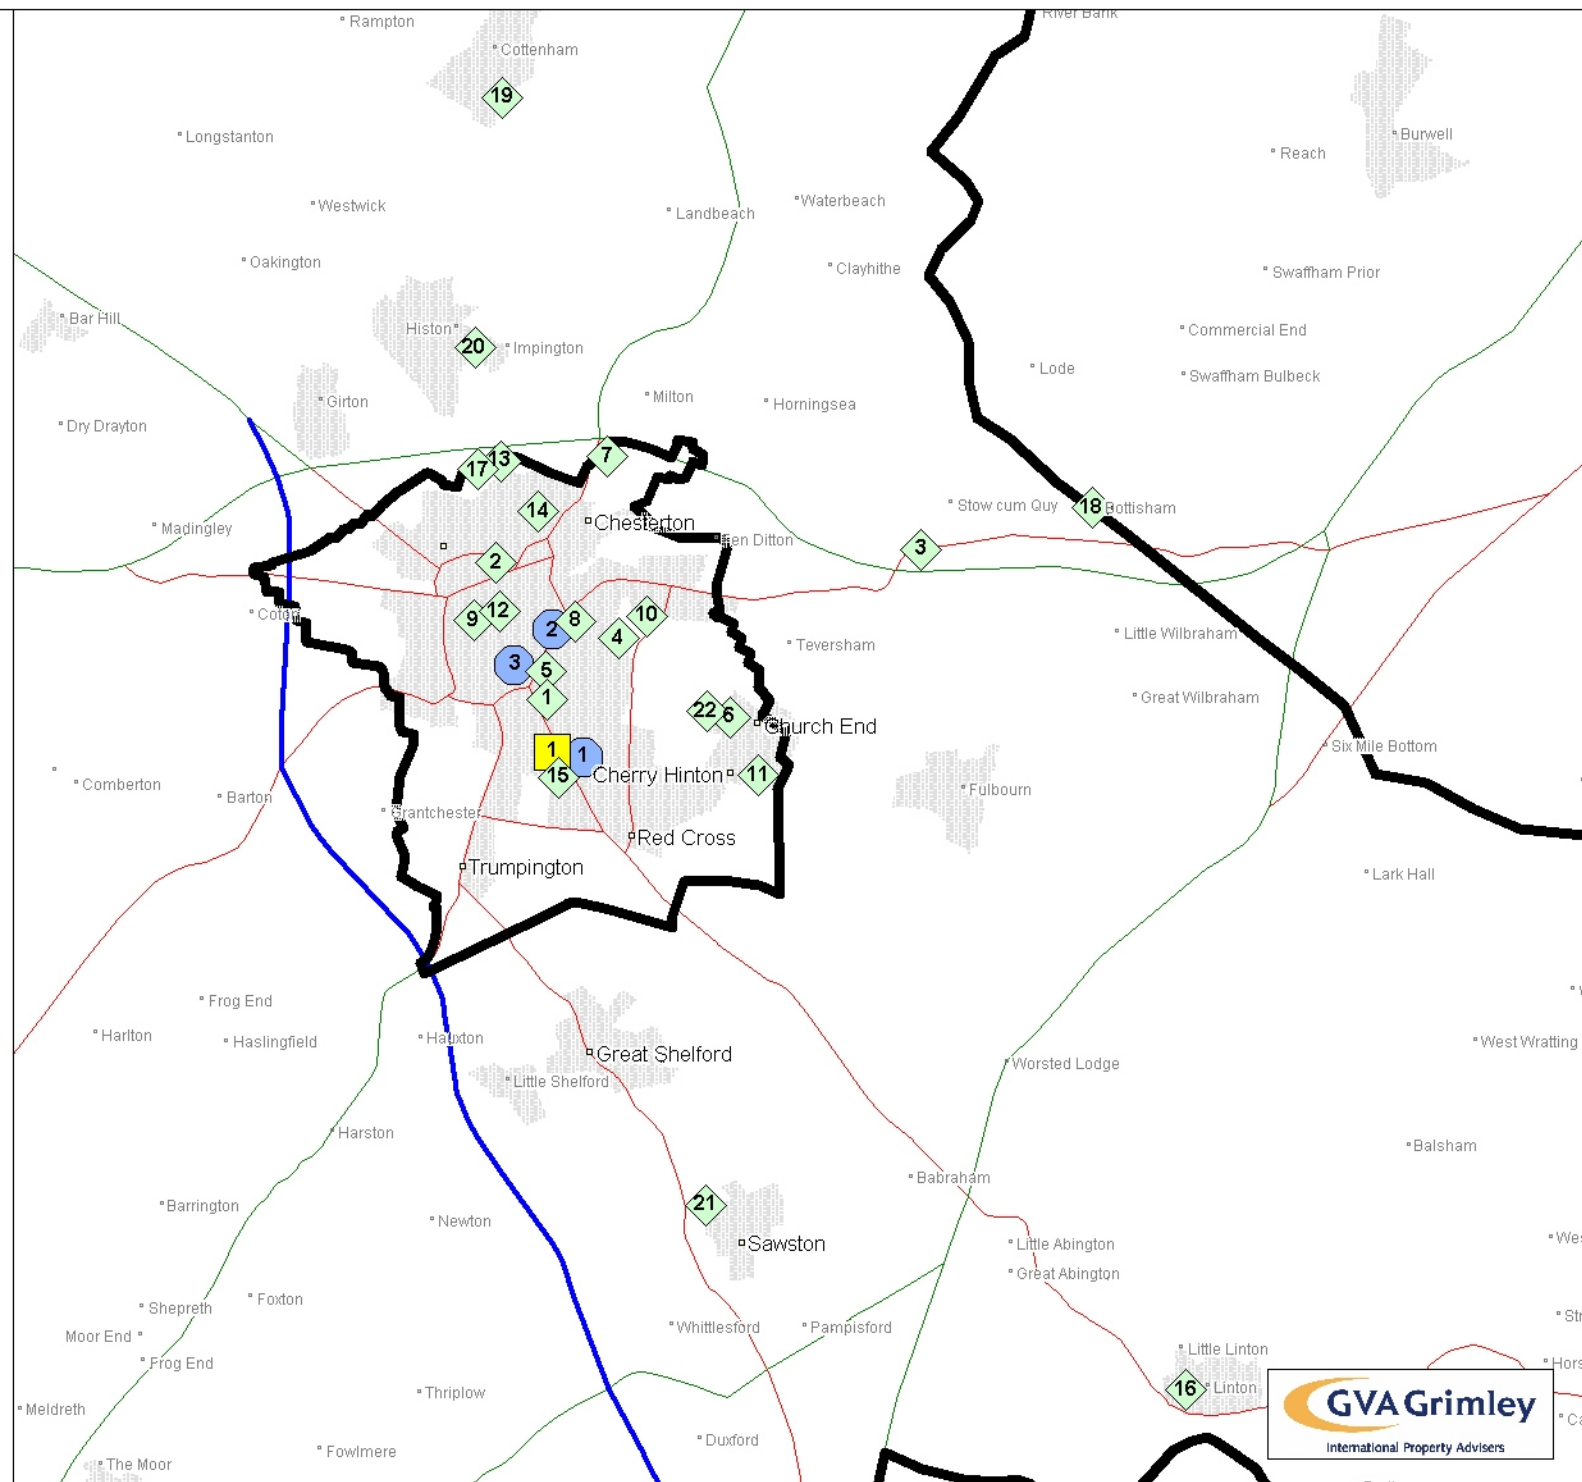 River Bank
Rampton
Cottenham
19
Longstanton
Burwell
Reach
Westwick
Waterbeach
Landbeach
Oakington
Clayhithe
Swaffham Prior
Bar Hill
Histon
Commercial End
20
Impington
Lode
Swaffham Bulbeck
Girton
Milton
Horningsea
Dry Drayton
17
13
7
14
Chesterton
Stow cum Quy
18
Bottisham
Madingley
Fen Ditton
3
2
Coton
9
12
2
8
10
4
Little Wilbraham
Teversham
3
5
1
Great Wilbraham
22
6
Church End
Six Mile Bottom
1
1
15
Cherry Hinton
11
Comberton
Barton
Fulbourn
Grantchester
Red Cross
Trumpington
Lark Hall
Frog End
Harlton
Haslingfield
Hauxton
West Wratting
Great Shelford
Worsted Lodge
Little Shelford
Harston
Balsham
Babraham
Barrington
21
Newton
Sawston
Little Abington
Great Abington
Foxton
Shepreth
Whittlesford
Pampisford
Moor End
Little Linton
Frog End
16
Linton
Thriplow
Meldreth
GVA Grimley
International Property Advisers
Duxford
Fowlmere
The Moor